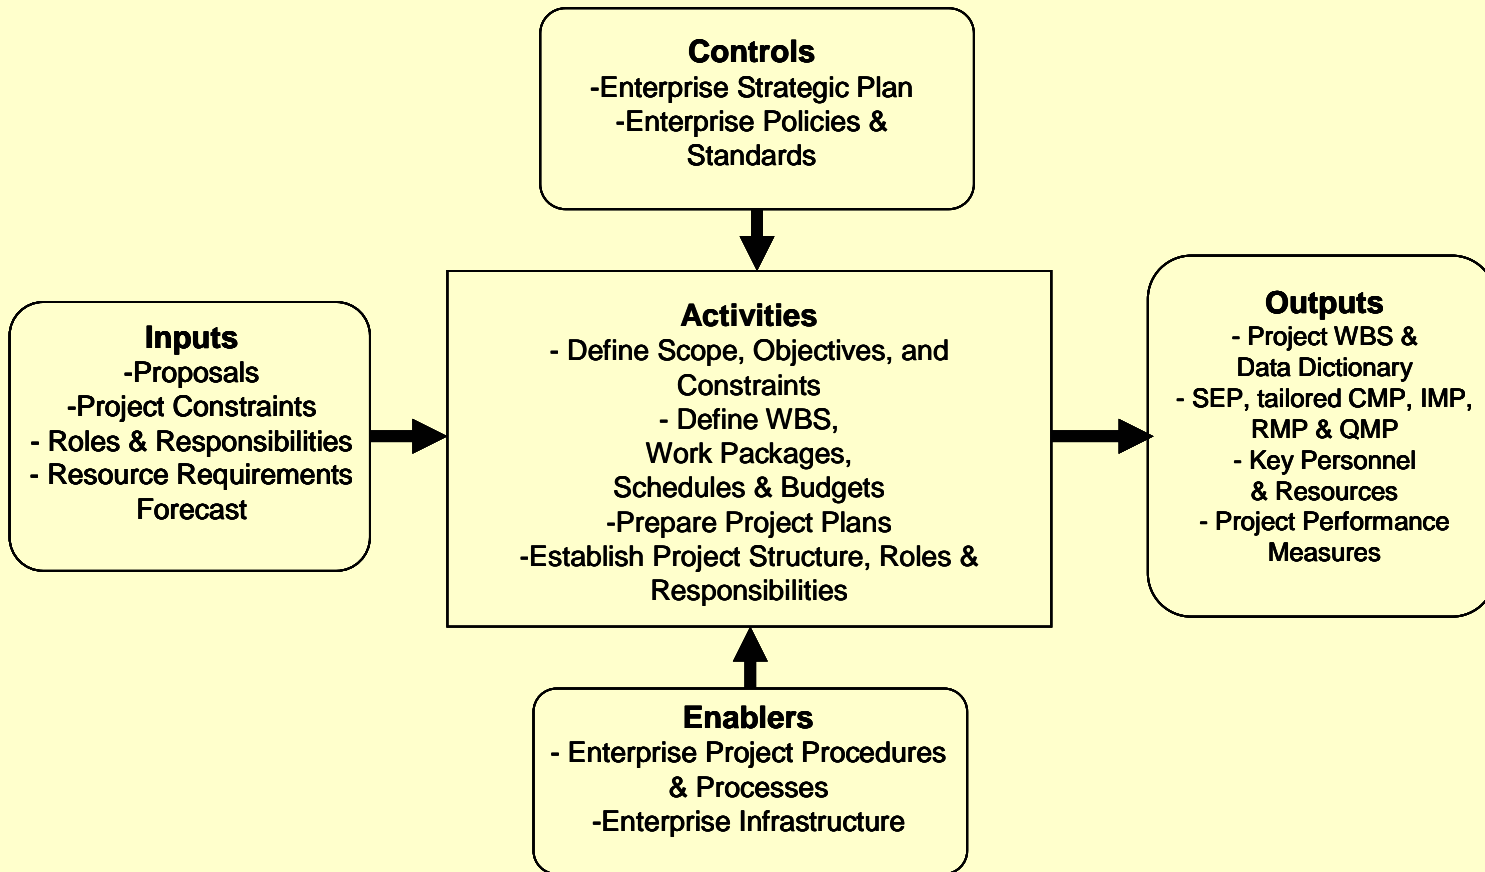 Controls
-Enterprise Strategic Plan
-Enterprise Policies &
Standards
Inputs
-Proposals
-Project Constraints
- Roles & Responsibilities
- Resource Requirements
Forecast
Activities
- Define Scope, Objectives, and
Constraints
- Define WBS,
Work Packages,
Schedules & Budgets
-Prepare Project Plans
-Establish Project Structure, Roles &
Responsibilities
Outputs
- Project WBS &
Data Dictionary
- SEP, tailored CMP, IMP,
RMP & QMP
- Key Personnel
& Resources
- Project Performance
Measures
Enablers
- Enterprise Project Procedures
& Processes
-Enterprise Infrastructure